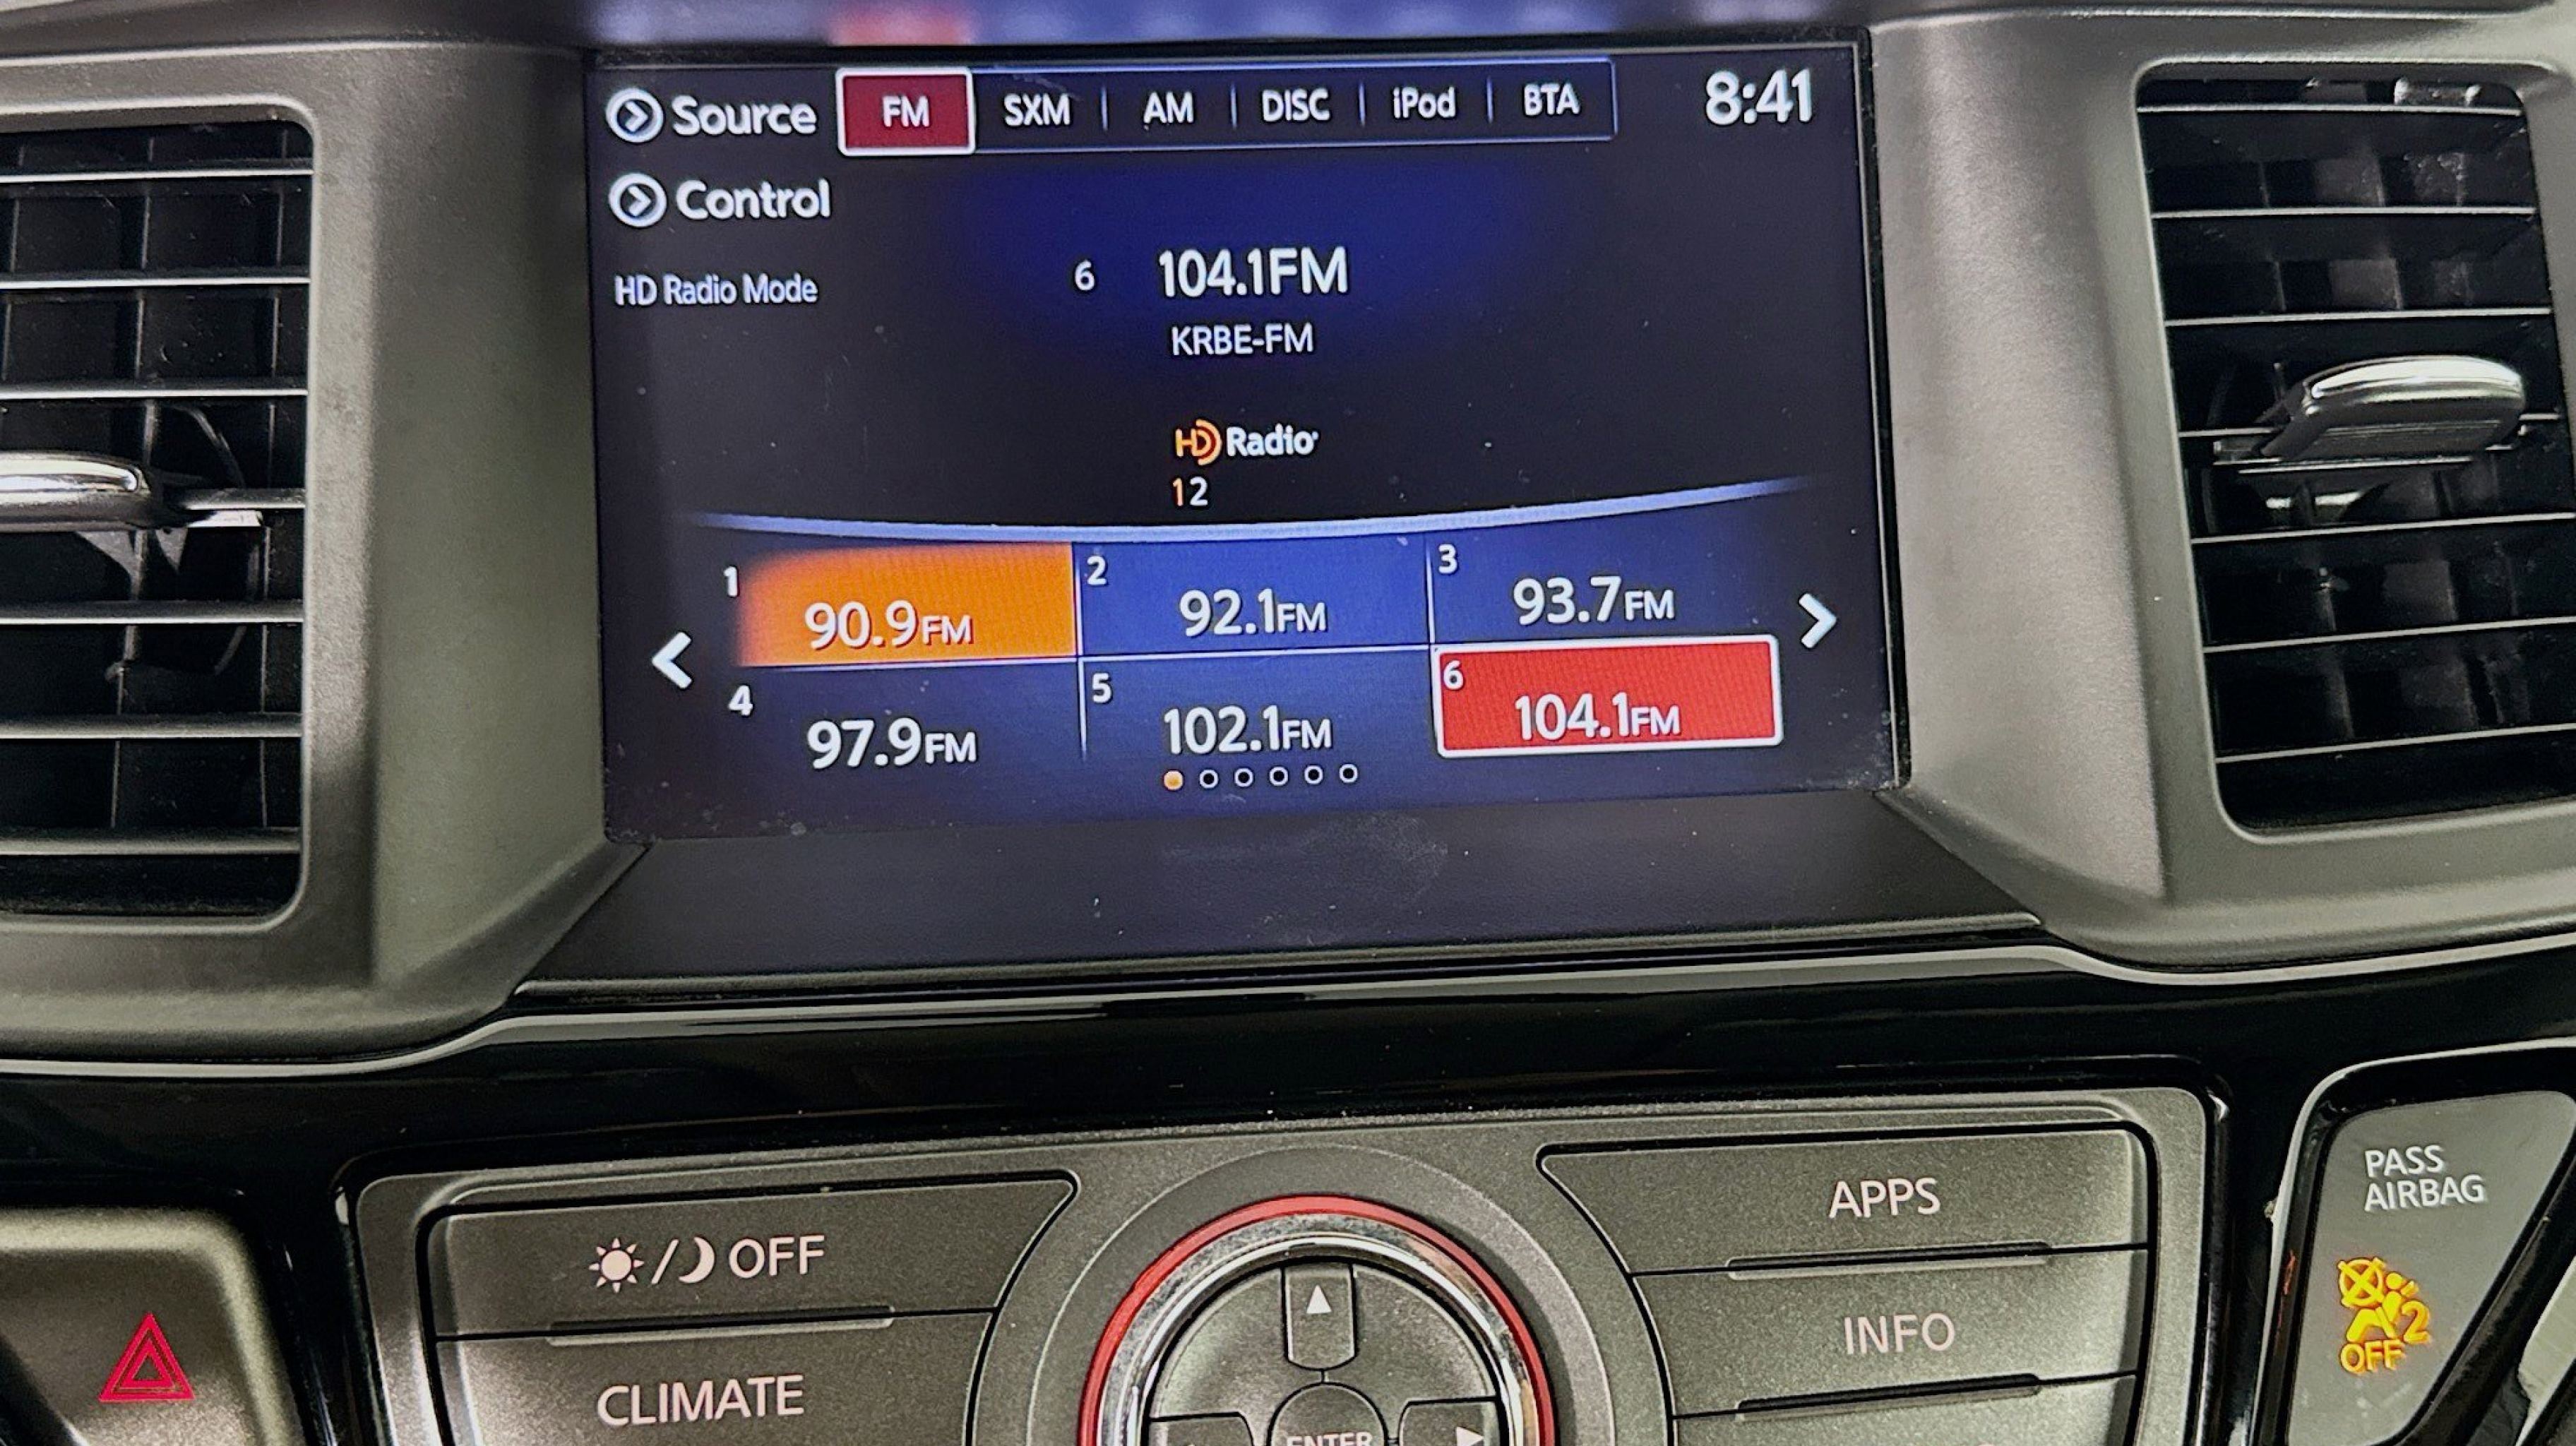 Source FM SXM AM DISC iPod BTA 8:41
Control
HD Radio Mode 6 104.1FM
KRBE-FM
HD Radio
12
1 90.9FM 2 92.1FM 3 93.7FM
4 97.9FM 5 102.1FM 6 104.1FM
OFF
CLIMATE
ENTER
APPS
INFO
PASS
AIRBAG
2
OFF